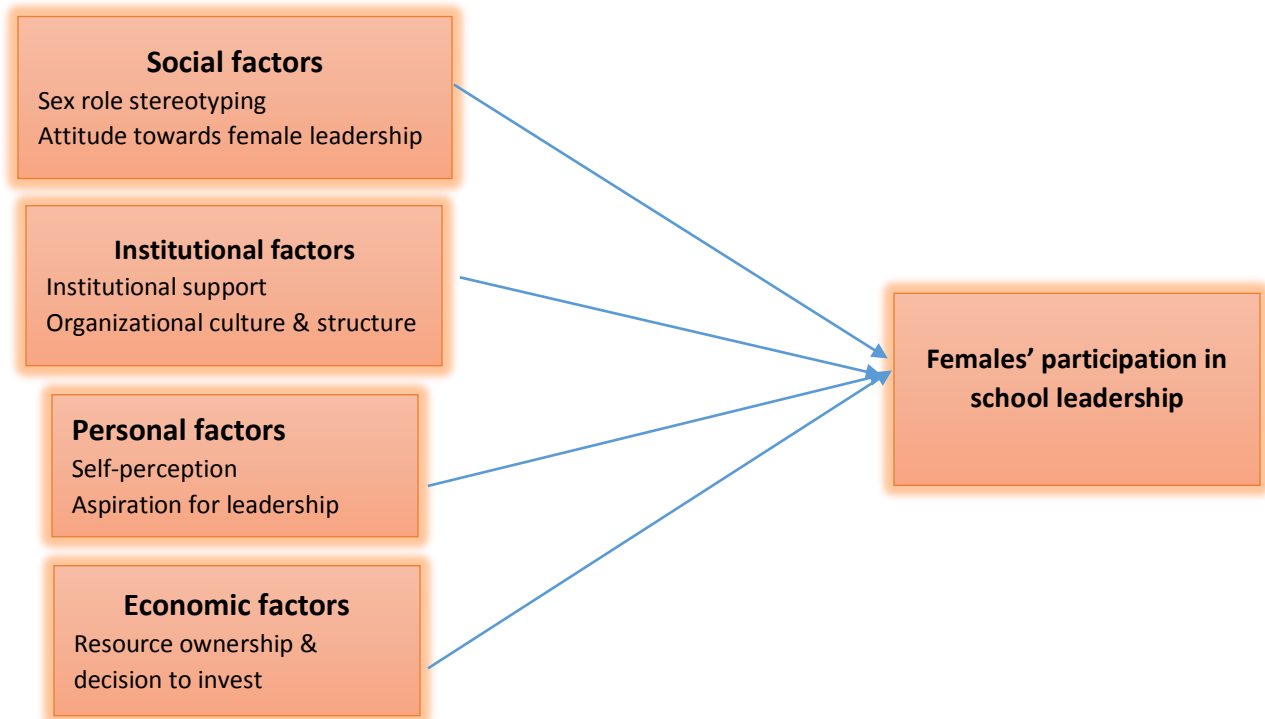 Social factors
Sex role stereotyping
Attitude towards female leadership
Institutional factors
Institutional support
Organizational culture & structure
Personal factors
Self-perception
Aspiration for leadership
Economic factors
Resource ownership &
decision to invest
Females’ participation in
school leadership